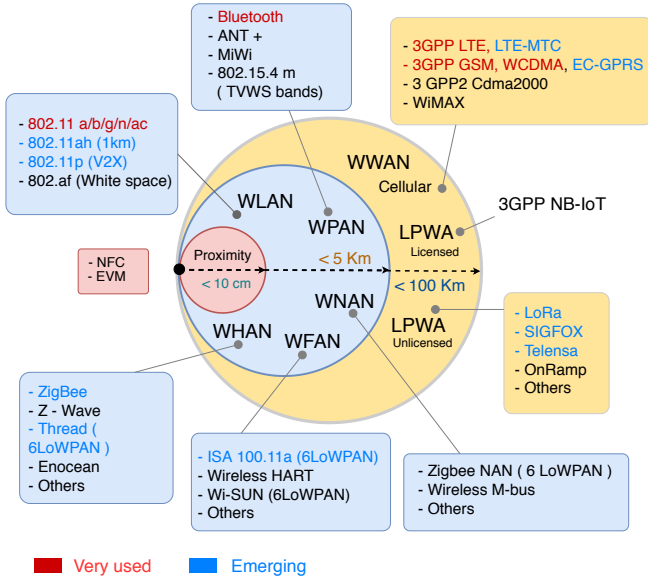 - Bluetooth
- ANT +
- MiWi
- 802.15.4 m
( TVWS bands)
- 3GPP LTE, LTE-MTC
- 3GPP GSM, WCDMA, EC-GPRS
- 3 GPP2 Cdma2000
- WiMAX
- 802.11 a/b/g/n/ac
- 802.11ah (1km)
- 802.11p (V2X)
- 802.af (White space)
WWAN
Cellular
WLAN
WPAN
3GPP NB-IoT
LPWA
Licensed
- NFC
- EVM
Proximity
< 10 cm
< 5 Km
< 100 Km
WNAN
LPWA
Unlicensed
WHAN
WFAN
- LoRa
- SIGFOX
- Telensa
- OnRamp
- Others
- ZigBee
- Z - Wave
- Thread (
6LoWPAN )
- Enocean
- Others
- ISA 100.11a (6LoWPAN)
- Wireless HART
- Wi-SUN (6LoWPAN)
- Others
- Zigbee NAN ( 6 LoWPAN )
- Wireless M-bus
- Others
Very used
Emerging